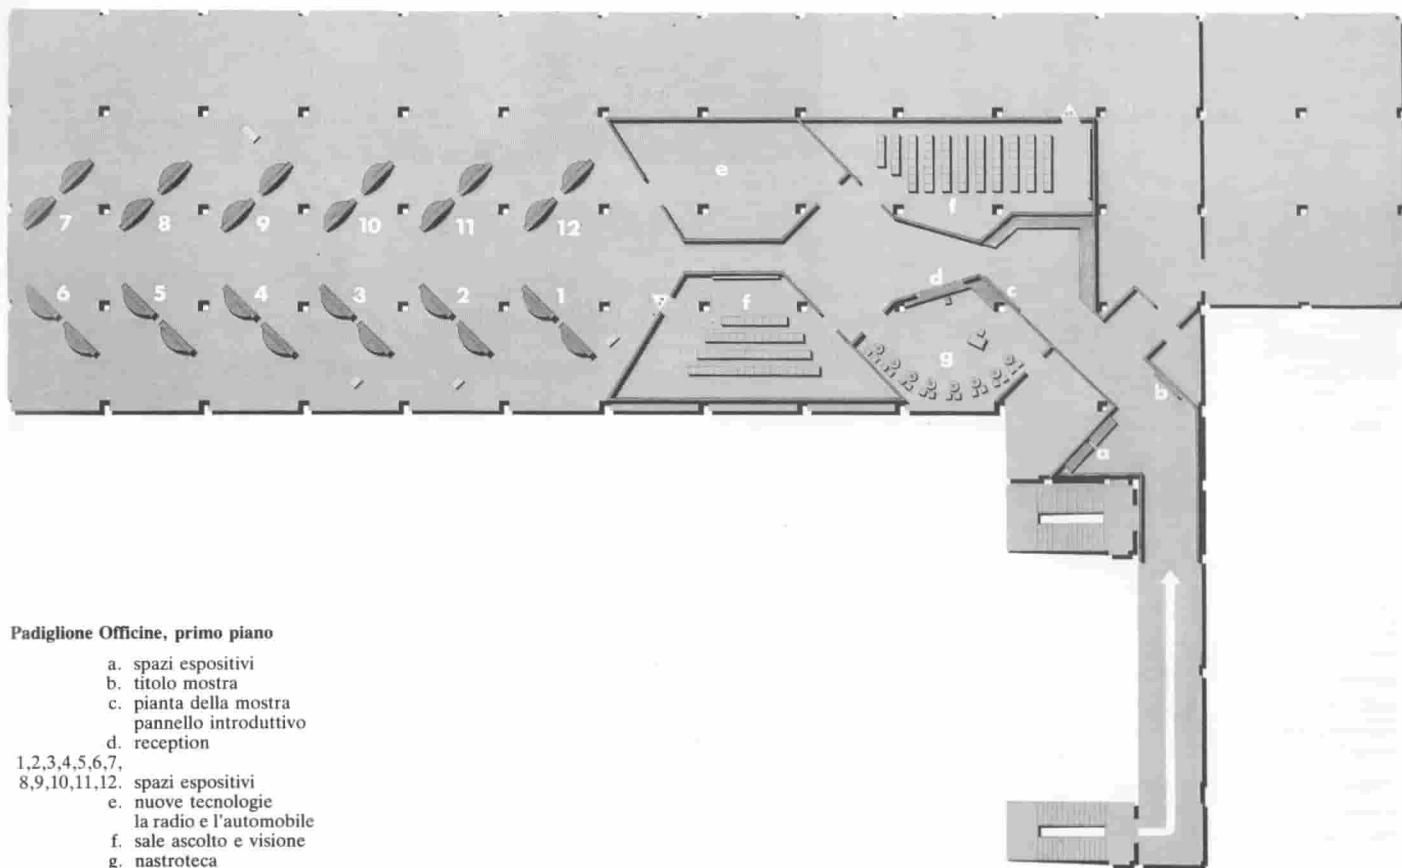 e
f
7
8
9
10
11
12
d
6
5
4
3
2
1
f
c
g
b
a
Padiglione Officine, primo piano
a. spazi espositivi
b. titolo mostra
c. pianta della mostra
pannello introduttivo
d. reception
1,2,3,4,5,6,7,
8,9,10,11,12. spazi espositivi
e. nuove tecnologie
la radio e l'automobile
f. sale ascolto e visione
g. nastroteca